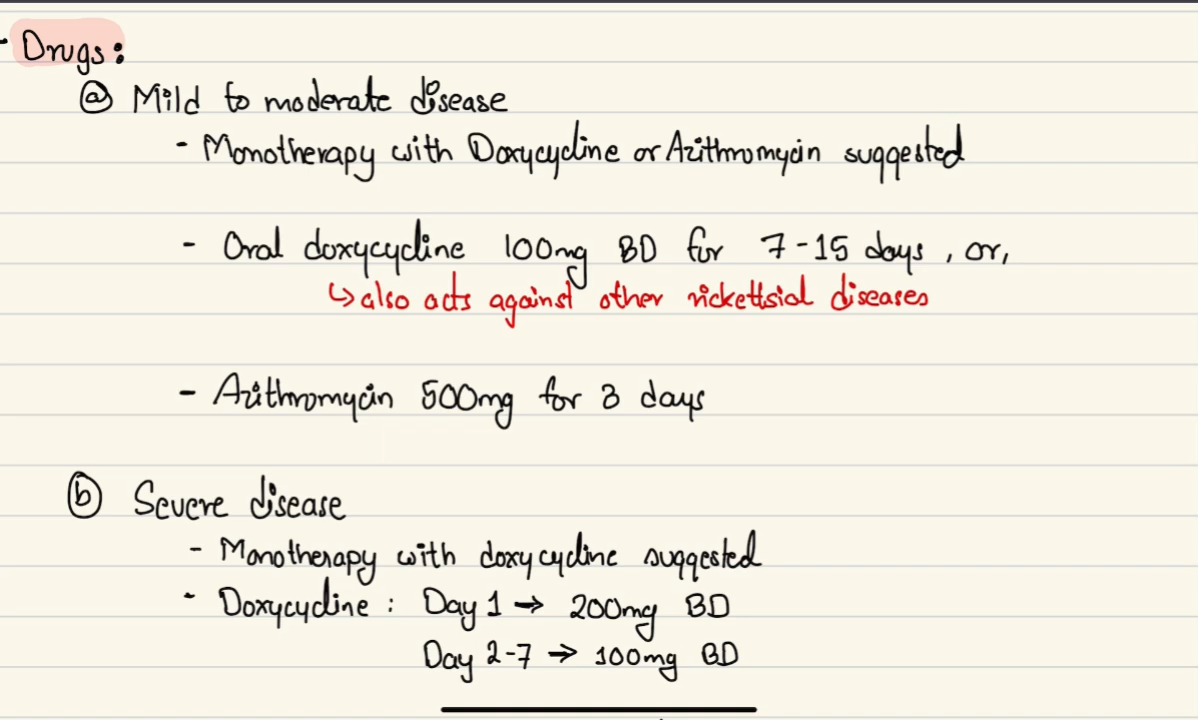 - Drugs:
ⓐ Mild to moderate disease
- Monotherapy with Doxycycline or Azithromycin suggested
- Oral doxycycline 100mg BD for 7-15 days, or,
↳ also acts against other rickettsial diseases
- Azithromycin 500mg for 3 days
ⓑ Severe disease
- Monotherapy with doxycycline suggested
- Doxycycline : Day 1 → 200mg BD
Day 2-7 → 100mg BD